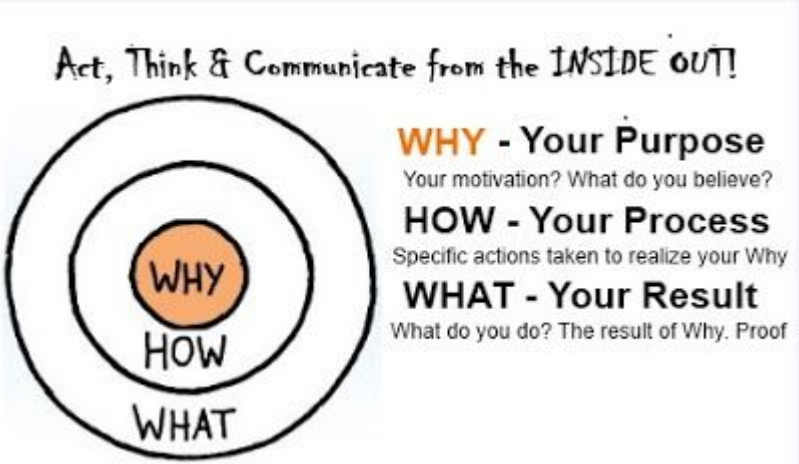 Act, Think & Communicate from the INSIDE OUT!
WHY - Your Purpose
Your motivation? What do you believe?
HOW - Your Process
Specific actions taken to realize your Why
WHAT - Your Result
What do you do? The result of Why. Proof
WHY
HOW
WHAT